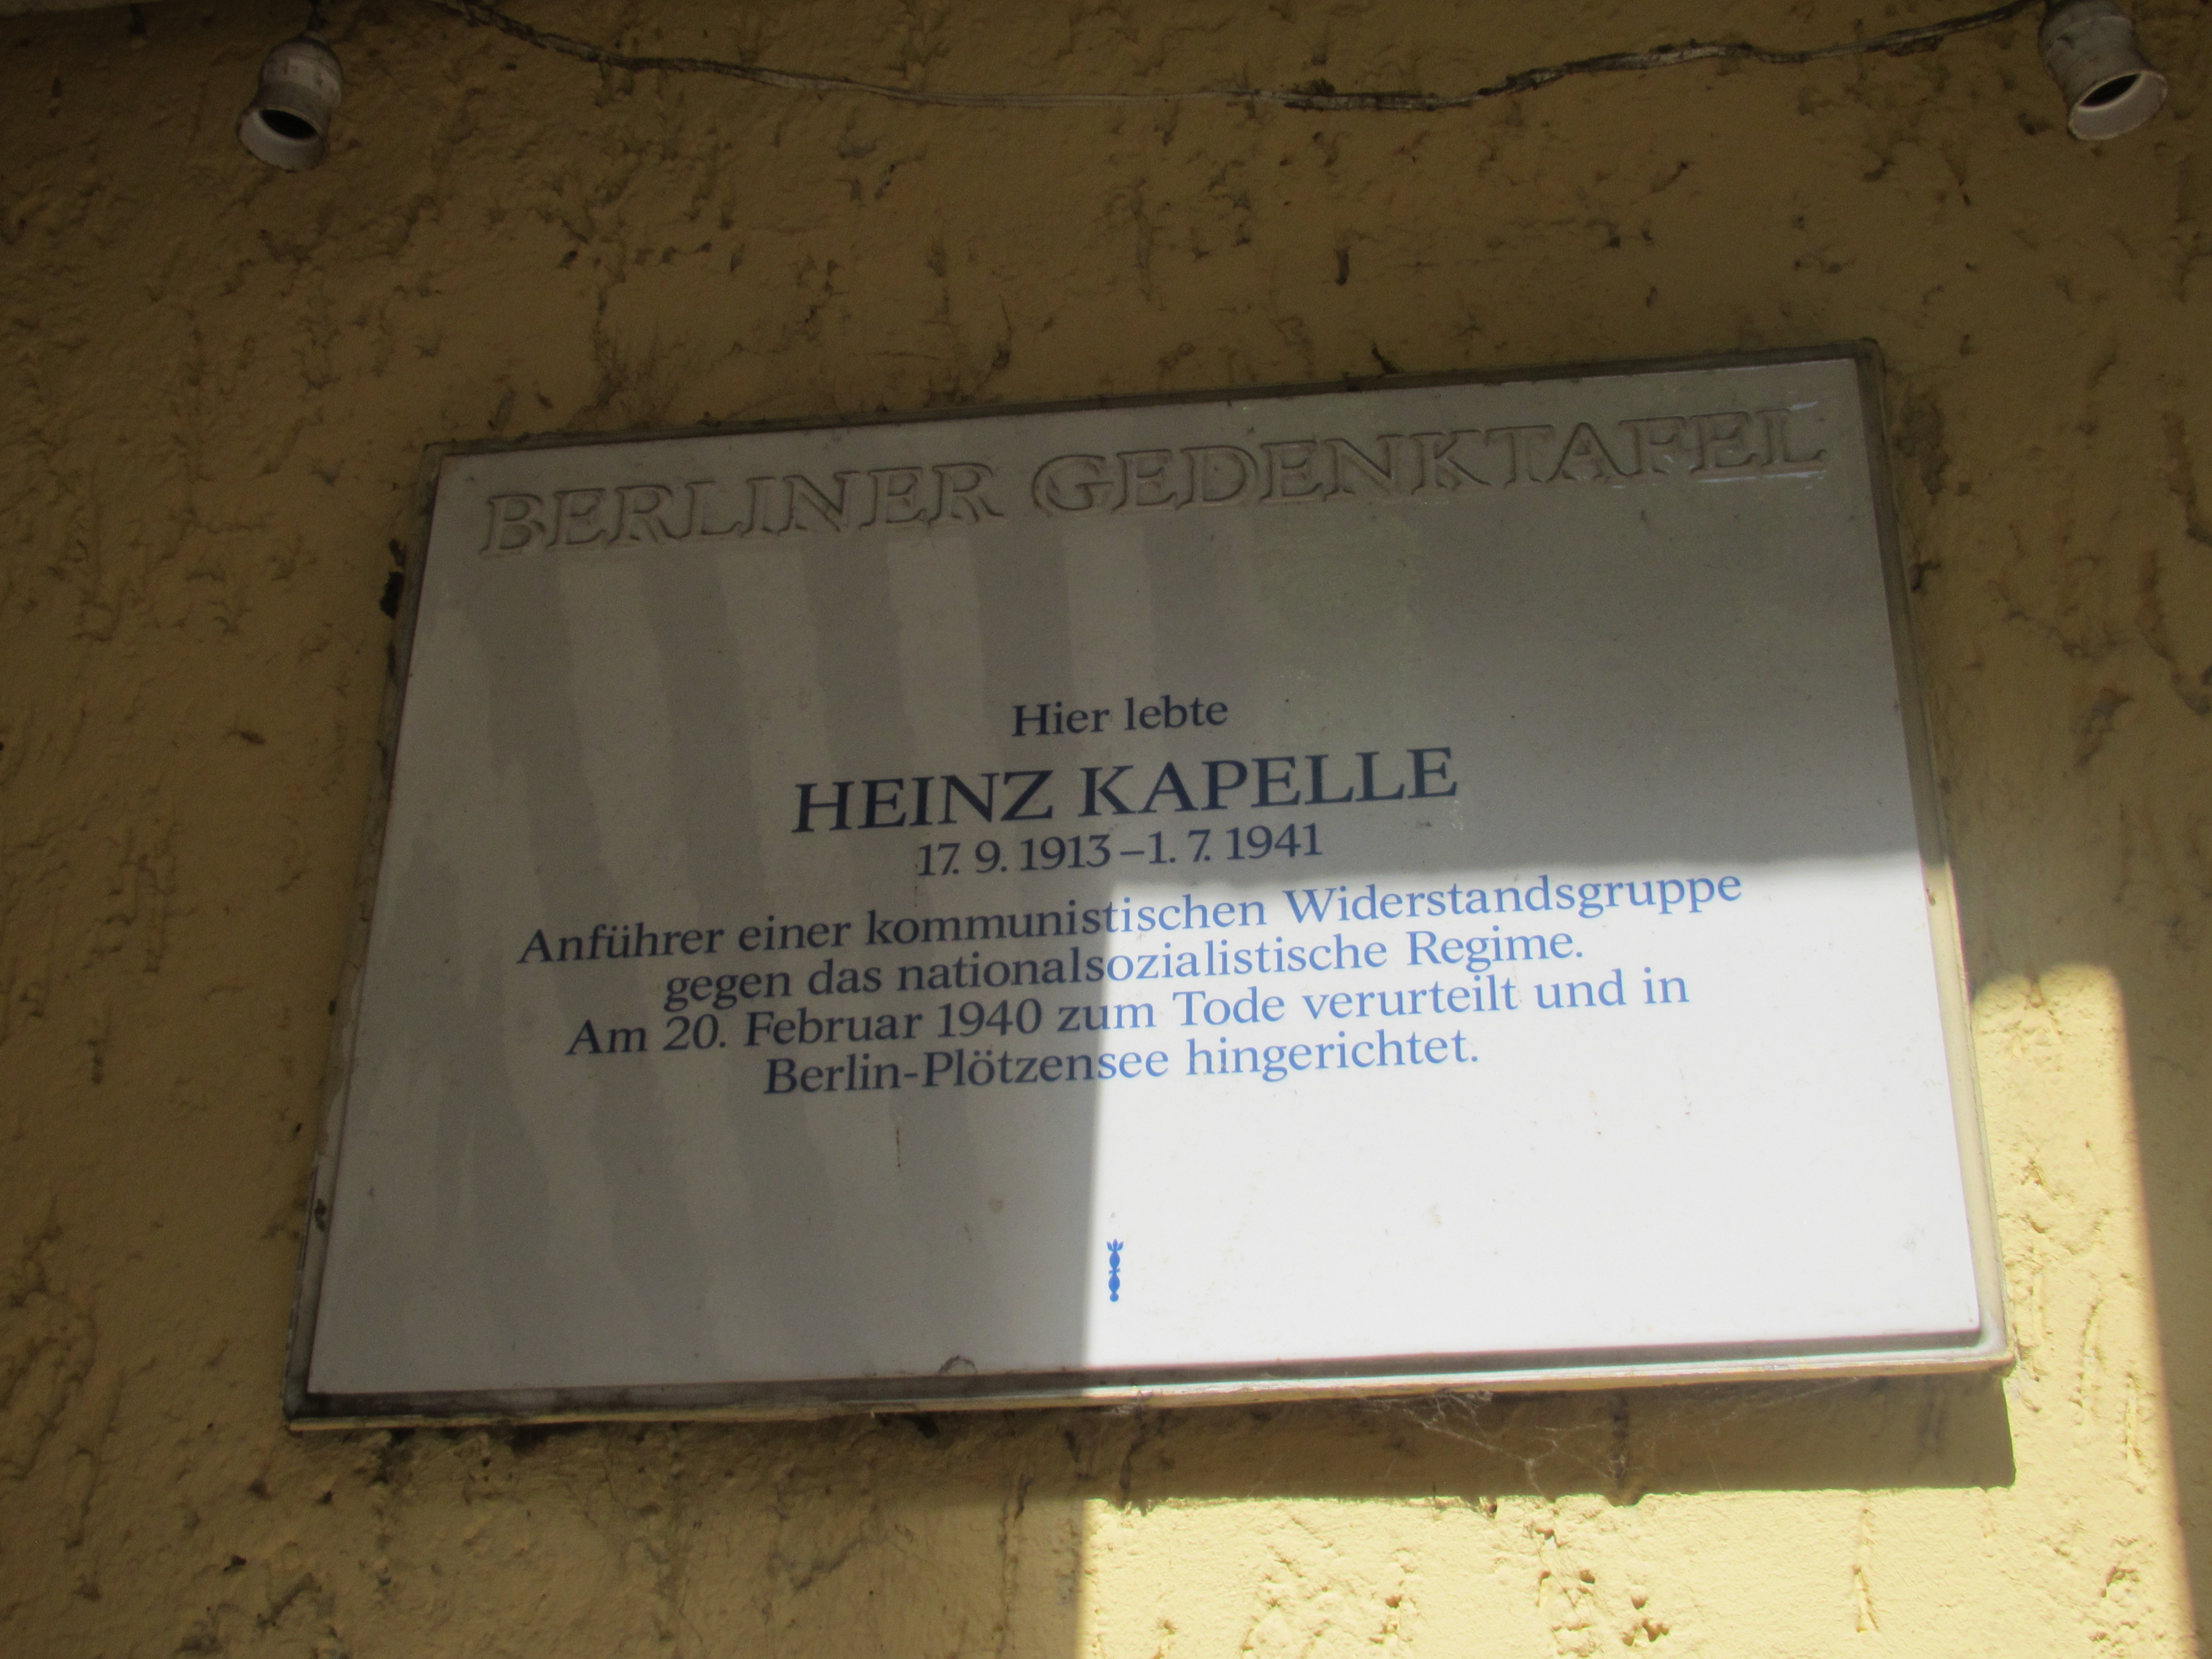 BERLINER GEDENKTAFEL
Hier lebte
HEINZ KAPELLE
17. 9. 1913 – 1. 7. 1941
Anführer einer kommunistischen Widerstandsgruppe
gegen das nationalsozialistische Regime.
Am 20. Februar 1940 zum Tode verurteilt und in
Berlin-Plötzensee hingerichtet.